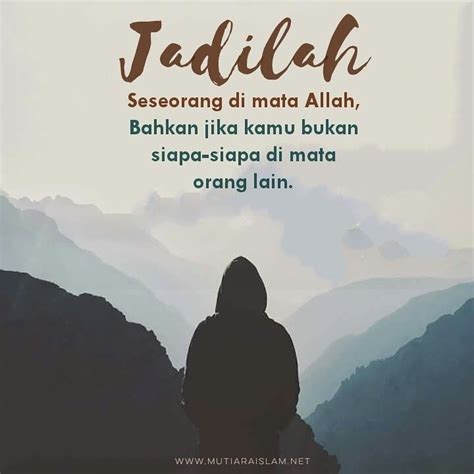 Jadilah
Seseorang di mata Allah,
Bahkan jika kamu bukan
siapa-siapa di mata
orang lain.
WWW.MUTIARAISLAM.NET